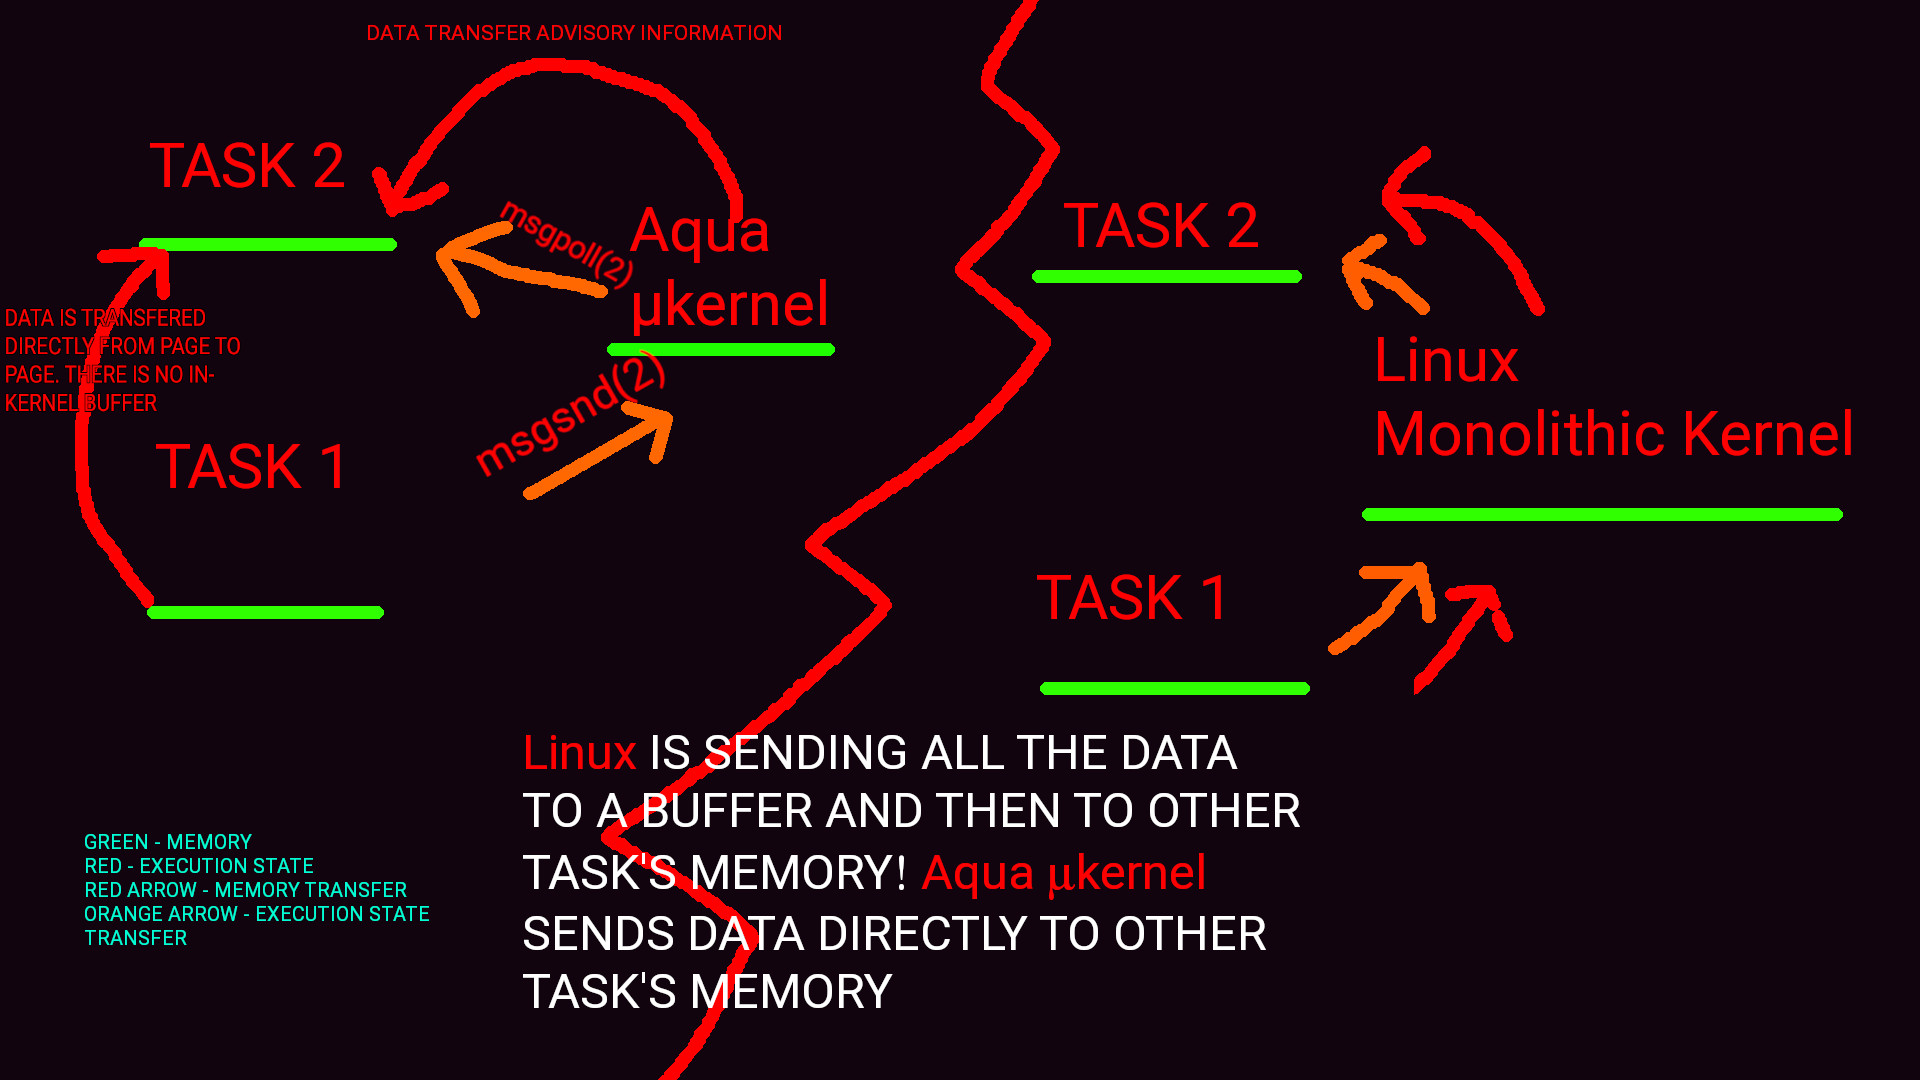 DATA TRANSFER ADVISORY INFORMATION
TASK 2
msgpoll(2)
Aqua
µkernel
DATA IS TRANSFERED
DIRECTLY FROM PAGE TO
PAGE. THERE IS NO IN-
KERNEL BUFFER
TASK 1
msgsnd(2)
TASK 2
Linux
Monolithic Kernel
TASK 1
Linux IS SENDING ALL THE DATA
TO A BUFFER AND THEN TO OTHER
TASK'S MEMORY! Aqua µkernel
SENDS DATA DIRECTLY TO OTHER
TASK'S MEMORY
GREEN - MEMORY
RED - EXECUTION STATE
RED ARROW - MEMORY TRANSFER
ORANGE ARROW - EXECUTION STATE
TRANSFER